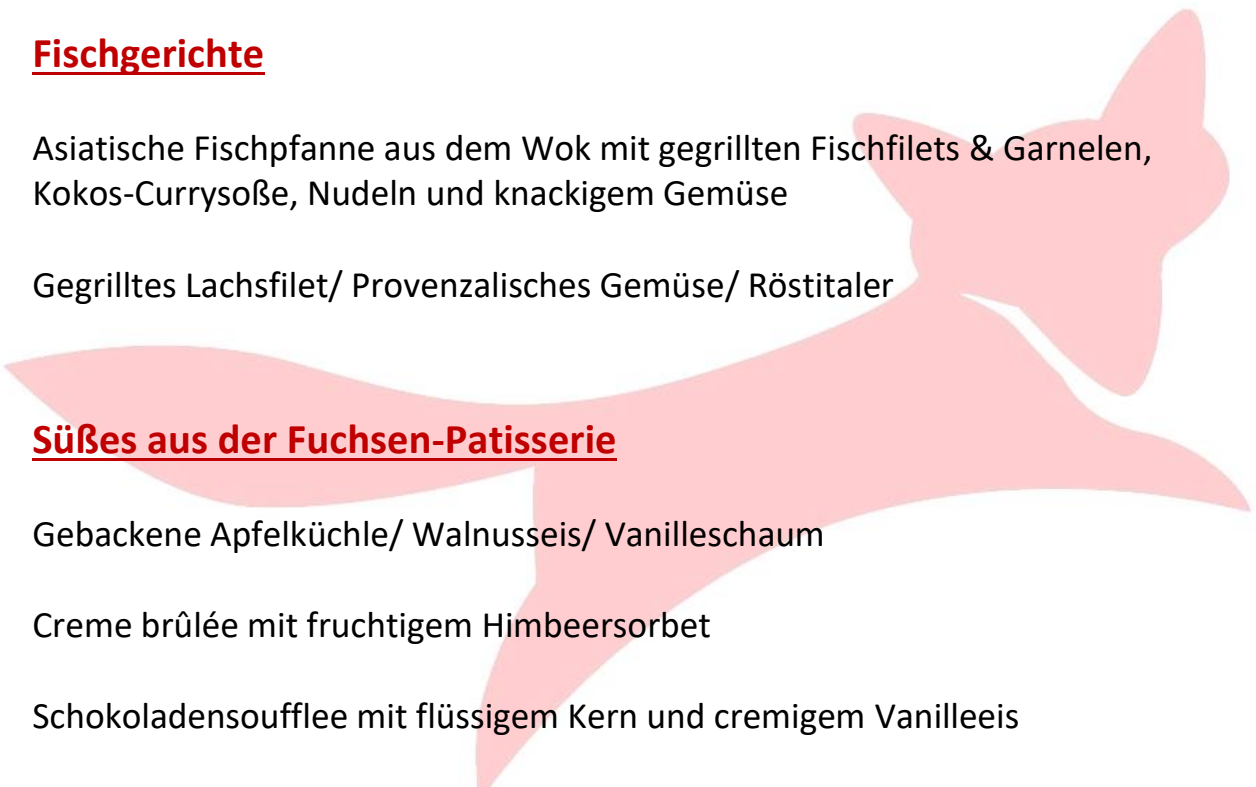 Fischgerichte
Asiatische Fischpfanne aus dem Wok mit gegrillten Fischfilets & Garnelen,
Kokos-Currysoße, Nudeln und knackigem Gemüse
Gegrilltes Lachsfilet/ Provenzalisches Gemüse/ Röstitaler
Süßes aus der Fuchsen-Patisserie
Gebackene Apfelküchle/ Walnusseis/ Vanilleschaum
Creme brûlée mit fruchtigem Himbeersorbet
Schokoladensoufflee mit flüssigem Kern und cremigem Vanilleeis